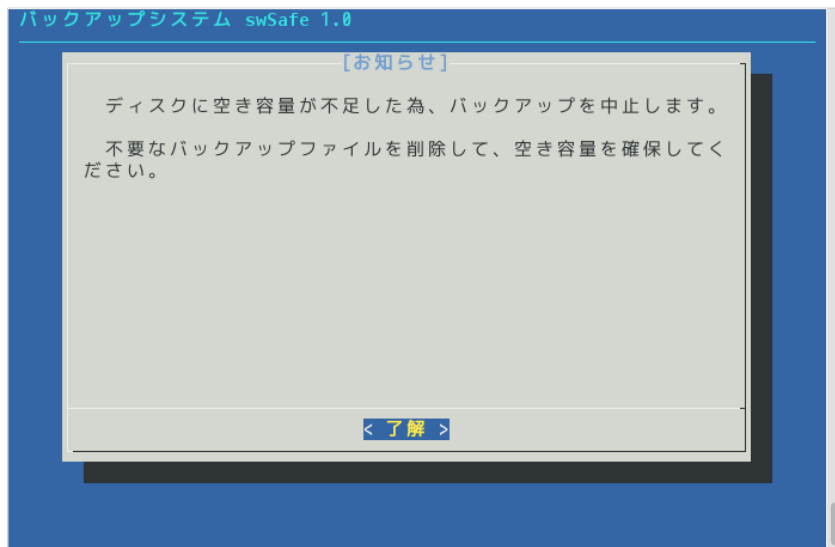 バックアップシステム swSafe 1.0
[お知らせ]
ディスクに空き容量が不足した為、バックアップを中止します。
不要なバックアップファイルを削除して、空き容量を確保してく
ださい。
< 了解 >